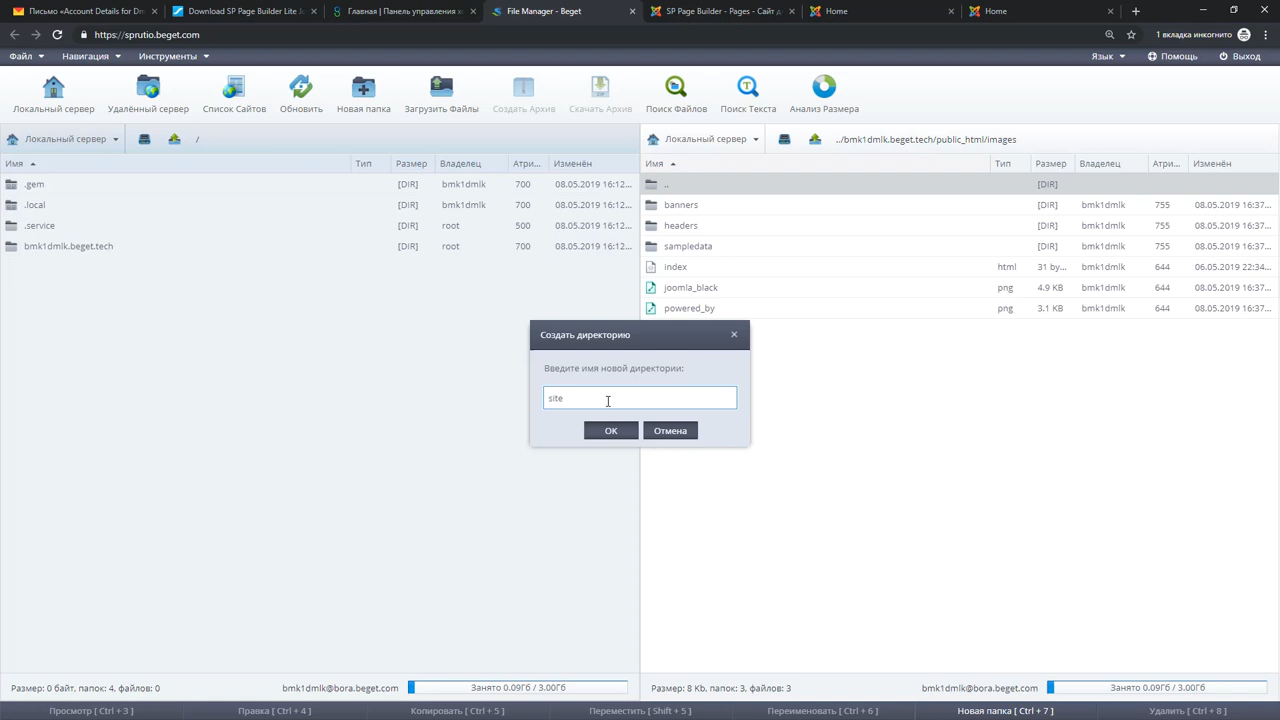 Письмо «Account Details for Dm
Download SP Page Builder Lite Jo
Главная | Панель управления хо
File Manager - Beget
SP Page Builder - Pages - Сайт д
Home
Home
https://sprutio.beget.com
1 вкладка инкогнито
Файл Навигация Инструменты
Язык Помощь Выход
Локальный сервер Удалённый сервер Список Сайтов Обновить Новая папка Загрузить Файлы Создать Архив Скачать Архив Поиск Файлов Поиск Текста Анализ Размера
Локальный сервер /
Имя Тип Размер Владелец Атри... Изменён
.gem [DIR] bmk1dmlk 700 08.05.2019 16:12...
.local [DIR] bmk1dmlk 700 08.05.2019 16:12...
.service [DIR] root 500 08.05.2019 16:12...
bmk1dmlk.beget.tech [DIR] root 700 08.05.2019 16:12...
Локальный сервер ../bmk1dmlk.beget.tech/public_html/images
Имя Тип Размер Владелец Атри... Изменён
.. [DIR]
banners [DIR] bmk1dmlk 755 08.05.2019 16:37...
headers [DIR] bmk1dmlk 755 08.05.2019 16:37...
sampledata [DIR] bmk1dmlk 755 08.05.2019 16:37...
index html 31 by... bmk1dmlk 644 06.05.2019 22:34...
joomla_black png 4.9 KB bmk1dmlk 644 08.05.2019 16:37...
powered_by png 3.1 KB bmk1dmlk 644 08.05.2019 16:37...
Создать директорию
Введите имя новой директории:
site
OK Отмена
Размер: 0 байт, папок: 4, файлов: 0 bmk1dmlk@bora.beget.com Занято 0.09Гб / 3.00Гб
Размер: 8 Kb, папок: 3, файлов: 3 bmk1dmlk@bora.beget.com Занято 0.09Гб / 3.00Гб
Просмотр [ Ctrl + 3 ] Правка [ Ctrl + 4 ] Копировать [ Ctrl + 5 ] Переместить [ Shift + 5 ] Переименовать [ Ctrl + 6 ] Новая папка [ Ctrl + 7 ] Удалить [ Ctrl + 8 ]